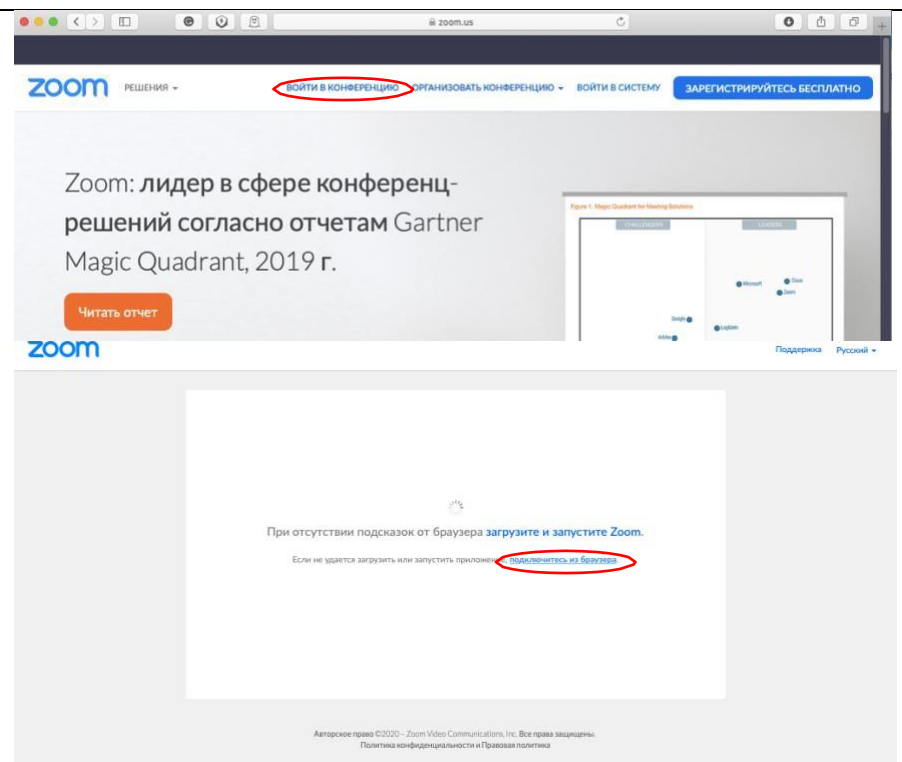 zoom.us
zoom РЕШЕНИЯ ВОЙТИ В КОНФЕРЕНЦИЮ ОРГАНИЗОВАТЬ КОНФЕРЕНЦИЮ ВОЙТИ В СИСТЕМУ ЗАРЕГИСТРИРУЙТЕСЬ БЕСПЛАТНО
Zoom: лидер в сфере конференц-
решений согласно отчетам Gartner
Magic Quadrant, 2019 г.
Читать отчет
Figure 1. Magic Quadrant for Meeting Solutions
CHALLENGERS LEADERS
Microsoft Cisco
Zoom
Google
LogMeIn
Adobe
zoom Поддержка Русский
При отсутствии подсказок от браузера загрузите и запустите Zoom.
Если не удается загрузить или запустить приложение, подключитесь из браузера.
Авторское право ©2020 - Zoom Video Communications, Inc. Все права защищены.
Политика конфиденциальности и Правовая политика